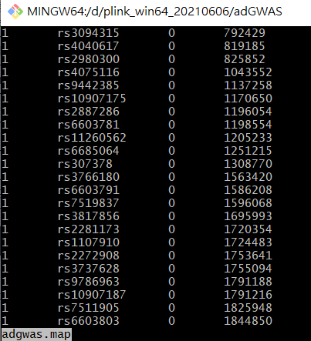 MINGW64:/d/plink_win64_20210606/adGWAS
1 rs3094315 0 792429
1 rs4040617 0 819185
1 rs2980300 0 825852
1 rs4075116 0 1043552
1 rs9442385 0 1137258
1 rs10907175 0 1170650
1 rs2887286 0 1196054
1 rs6603781 0 1198554
1 rs11260562 0 1205233
1 rs6685064 0 1251215
1 rs307378 0 1308770
1 rs3766180 0 1563420
1 rs6603791 0 1586208
1 rs7519837 0 1596068
1 rs3817856 0 1695993
1 rs2281173 0 1720354
1 rs1107910 0 1724483
1 rs2272908 0 1753641
1 rs3737628 0 1755094
1 rs9786963 0 1791188
1 rs10907187 0 1791216
1 rs7511905 0 1825948
1 rs6603803 0 1844850
adgwas.map